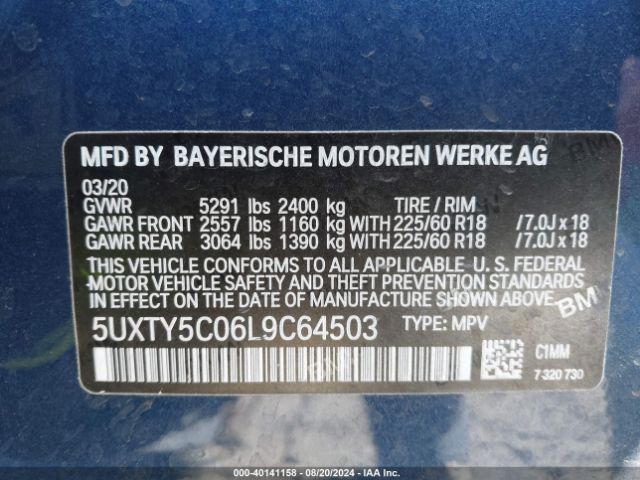 MFD BY BAYERISCHE MOTOREN WERKE AG
03/20
GVWR 5291 lbs 2400 kg TIRE / RIM
GAWR FRONT 2557 lbs 1160 kg WITH 225/60 R18 /7.0J x 18
GAWR REAR 3064 lbs 1390 kg WITH 225/60 R18 /7.0J x 18
THIS VEHICLE CONFORMS TO ALL APPLICABLE U. S. FEDERAL
MOTOR VEHICLE SAFETY AND THEFT PREVENTION STANDARDS
IN EFFECT ON THE DATE OF MANUFACTURE SHOWN ABOVE.
5UXTY5C06L9C64503 TYPE: MPV
C1MM
7 320 730
000-40141158 - 08/20/2024 - IAA Inc.